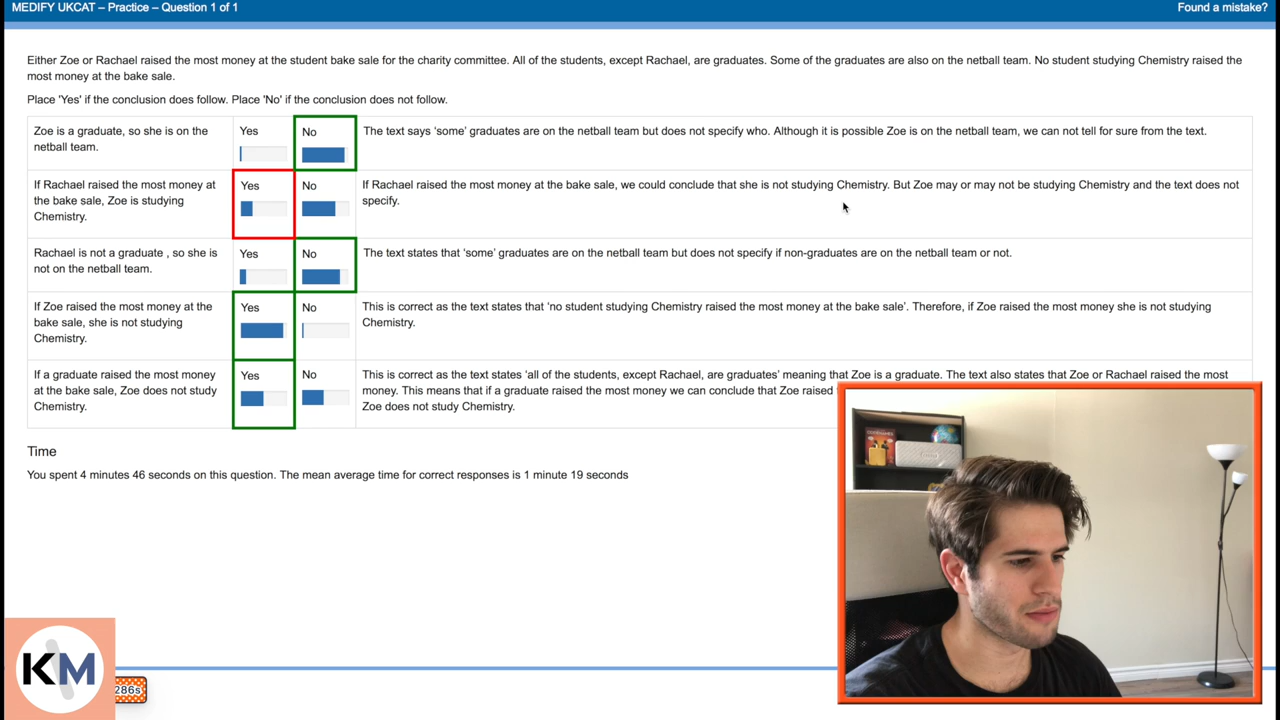 MEDIFY UKCAT – Practice – Question 1 of 1
Found a mistake?
Either Zoe or Rachael raised the most money at the student bake sale for the charity committee. All of the students, except Rachael, are graduates. Some of the graduates are also on the netball team. No student studying Chemistry raised the
most money at the bake sale.
Place 'Yes' if the conclusion does follow. Place 'No' if the conclusion does not follow.
Zoe is a graduate, so she is on the
netball team.
Yes
No
The text says ‘some’ graduates are on the netball team but does not specify who. Although it is possible Zoe is on the netball team, we can not tell for sure from the text.
If Rachael raised the most money at
the bake sale, Zoe is studying
Chemistry.
Yes
No
If Rachael raised the most money at the bake sale, we could conclude that she is not studying Chemistry. But Zoe may or may not be studying Chemistry and the text does not
specify.
Rachael is not a graduate , so she is
not on the netball team.
Yes
No
The text states that ‘some’ graduates are on the netball team but does not specify if non-graduates are on the netball team or not.
If Zoe raised the most money at the
bake sale, she is not studying
Chemistry.
Yes
No
This is correct as the text states that ‘no student studying Chemistry raised the most money at the bake sale’. Therefore, if Zoe raised the most money she is not studying
Chemistry.
If a graduate raised the most money
at the bake sale, Zoe does not study
Chemistry.
Yes
No
This is correct as the text states ‘all of the students, except Rachael, are graduates’ meaning that Zoe is a graduate. The text also states that Zoe or Rachael raised the most
money. This means that if a graduate raised the most money we can conclude that Zoe raised
Zoe does not study Chemistry.
Time
You spent 4 minutes 46 seconds on this question. The mean average time for correct responses is 1 minute 19 seconds
KM
286s